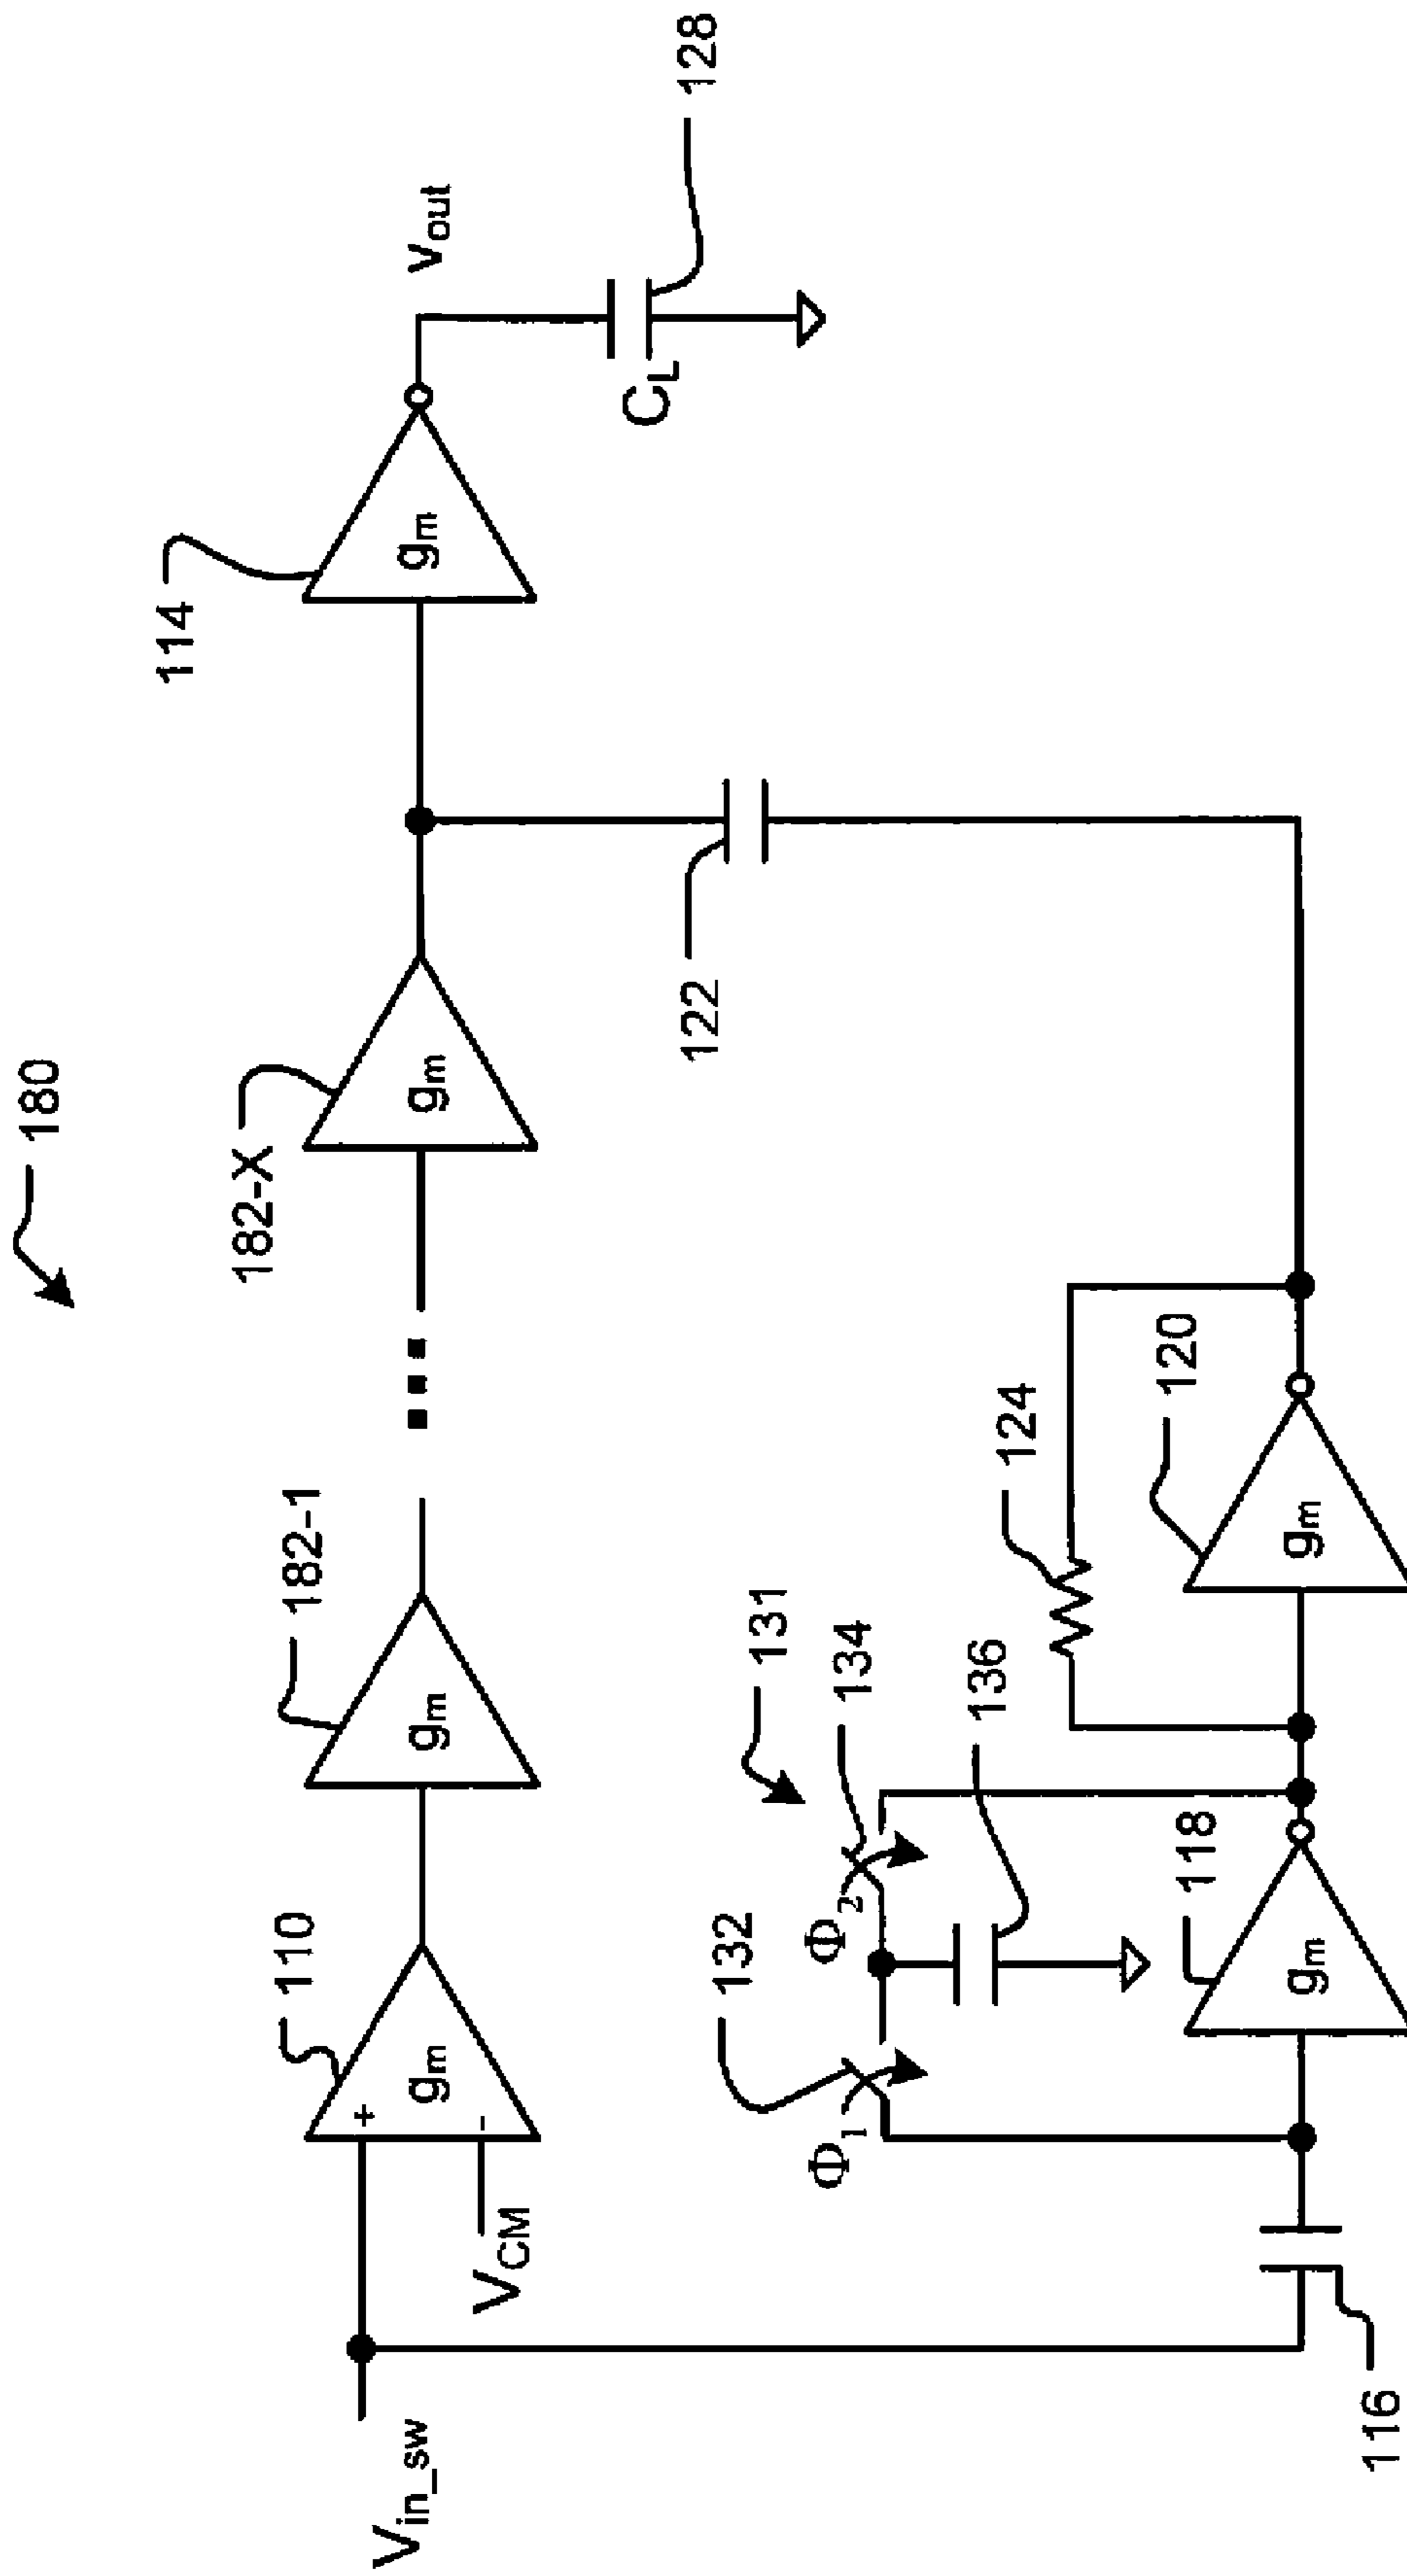 180
110
182-1
182-X
114
gm
gm
gm
gm
+
-
Vin_sw
VCM
Vout
CL
128
122
131
132
134
136
124
Φ1
Φ2
118
120
gm
gm
116